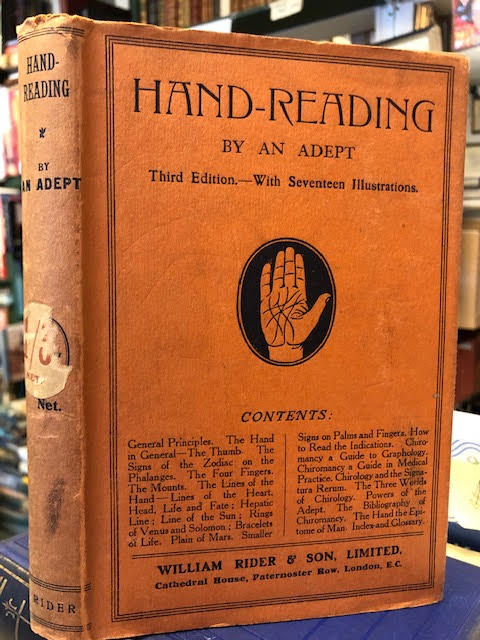 HAND-
READING
BY
AN ADEPT
Net.
RIDER
HAND-READING
BY AN ADEPT
Third Edition.—With Seventeen Illustrations.
CONTENTS:
General Principles. The Hand
in General—The Thumb. The
Signs of the Zodiac on the
Phalanges. The Four Fingers.
The Mounts. The Lines of the
Hand—Lines of the Heart,
Head, Life and Fate; Hepatic
Line; Line of the Sun; Rings
of Venus and Solomon; Bracelets
of Life. Plain of Mars. Smaller
Signs on Palms and Fingers. How
to Read the Indications. Chiro-
mancy a Guide to Graphology.
Chiromancy a Guide in Medical
Practice. Chirology and the Signa-
tura Rerum. The Three Worlds
of Chirology. Powers of the
Adept. The Bibliography of
Chiromancy. The Hand the Epi-
tome of Man. Index and Glossary.
WILLIAM RIDER & SON, LIMITED,
Cathedral House, Paternoster Row, London, E.C.